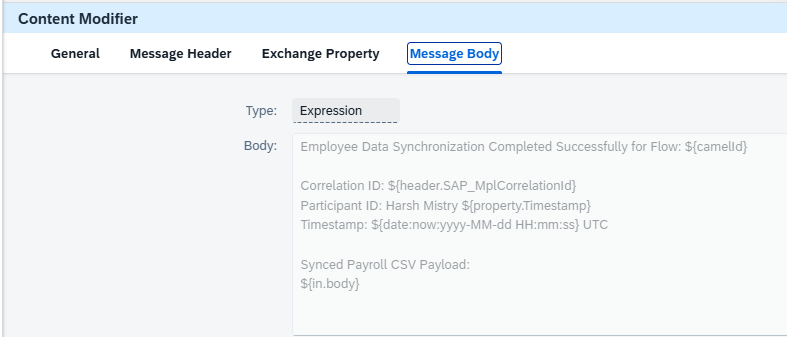 Content Modifier
General Message Header Exchange Property Message Body
Type: Expression
Body: Employee Data Synchronization Completed Successfully for Flow: ${camelId}
Correlation ID: ${header.SAP_MplCorrelationId}
Participant ID: Harsh Mistry ${property.Timestamp}
Timestamp: ${date:now:yyyy-MM-dd HH:mm:ss} UTC
Synced Payroll CSV Payload:
${in.body}